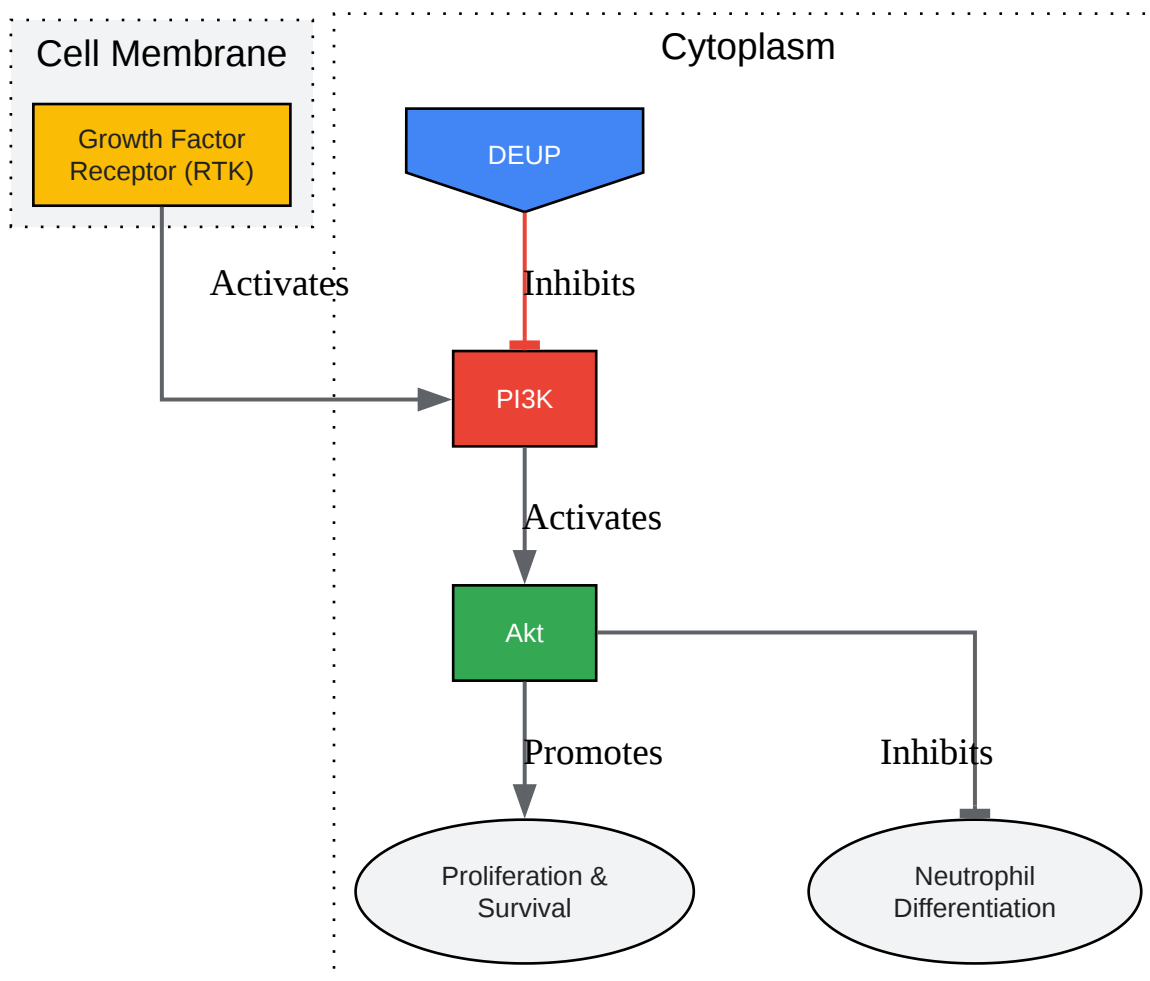 Cell Membrane
Cytoplasm
Growth Factor
Receptor (RTK)
DEUP
Activates
Inhibits
PI3K
Activates
Akt
Promotes
Inhibits
Proliferation &
Survival
Neutrophil
Differentiation